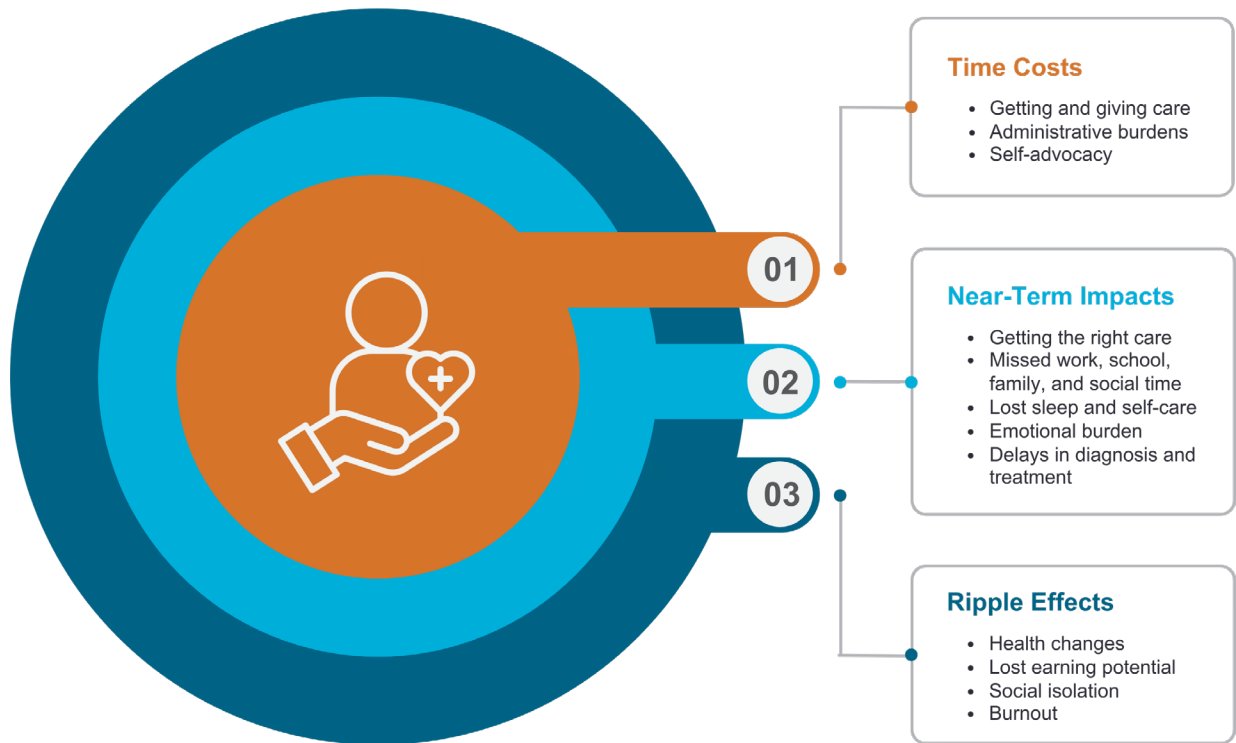 Time Costs
• Getting and giving care
• Administrative burdens
• Self-advocacy
01
Near-Term Impacts
• Getting the right care
• Missed work, school,
family, and social time
• Lost sleep and self-care
• Emotional burden
• Delays in diagnosis and
treatment
02
Ripple Effects
• Health changes
• Lost earning potential
• Social isolation
• Burnout
03